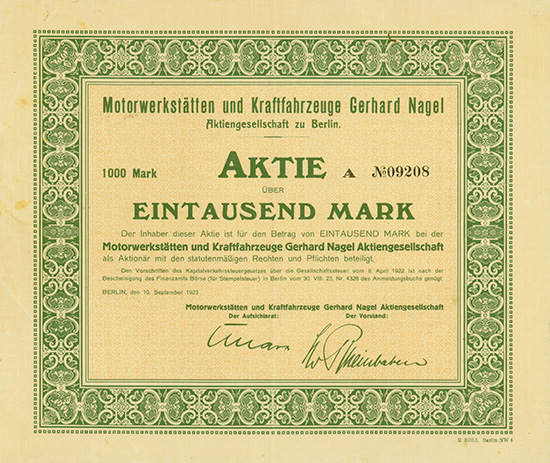 Motorwerkstätten und Kraftfahrzeuge Gerhard Nagel
Aktiengesellschaft zu Berlin.
1000 Mark AKTIE A №09208
ÜBER
EINTAUSEND MARK
Der Inhaber dieser Aktie ist für den Betrag von EINTAUSEND MARK bei der
Motorwerkstätten und Kraftfahrzeuge Gerhard Nagel Aktiengesellschaft
als Aktionär mit den statutenmäßigen Rechten und Pflichten beteiligt.
Den Vorschriften des Kapitalverkehrsteuergesetzes über die Gesellschaftsteuer vom 8. April 1922 ist nach der
Bescheinigung des Finanzamts Börse (für Stempelsteuer) in Berlin vom 30. VIII. 23, Nr. 4326 des Anmeldungsbuchs genügt.
BERLIN, den 10. September 1923
Motorwerkstätten und Kraftfahrzeuge Gerhard Nagel Aktiengesellschaft
Der Aufsichtsrat: Der Vorstand:
Rheinbaben
R. BOLL, Berlin NW 6